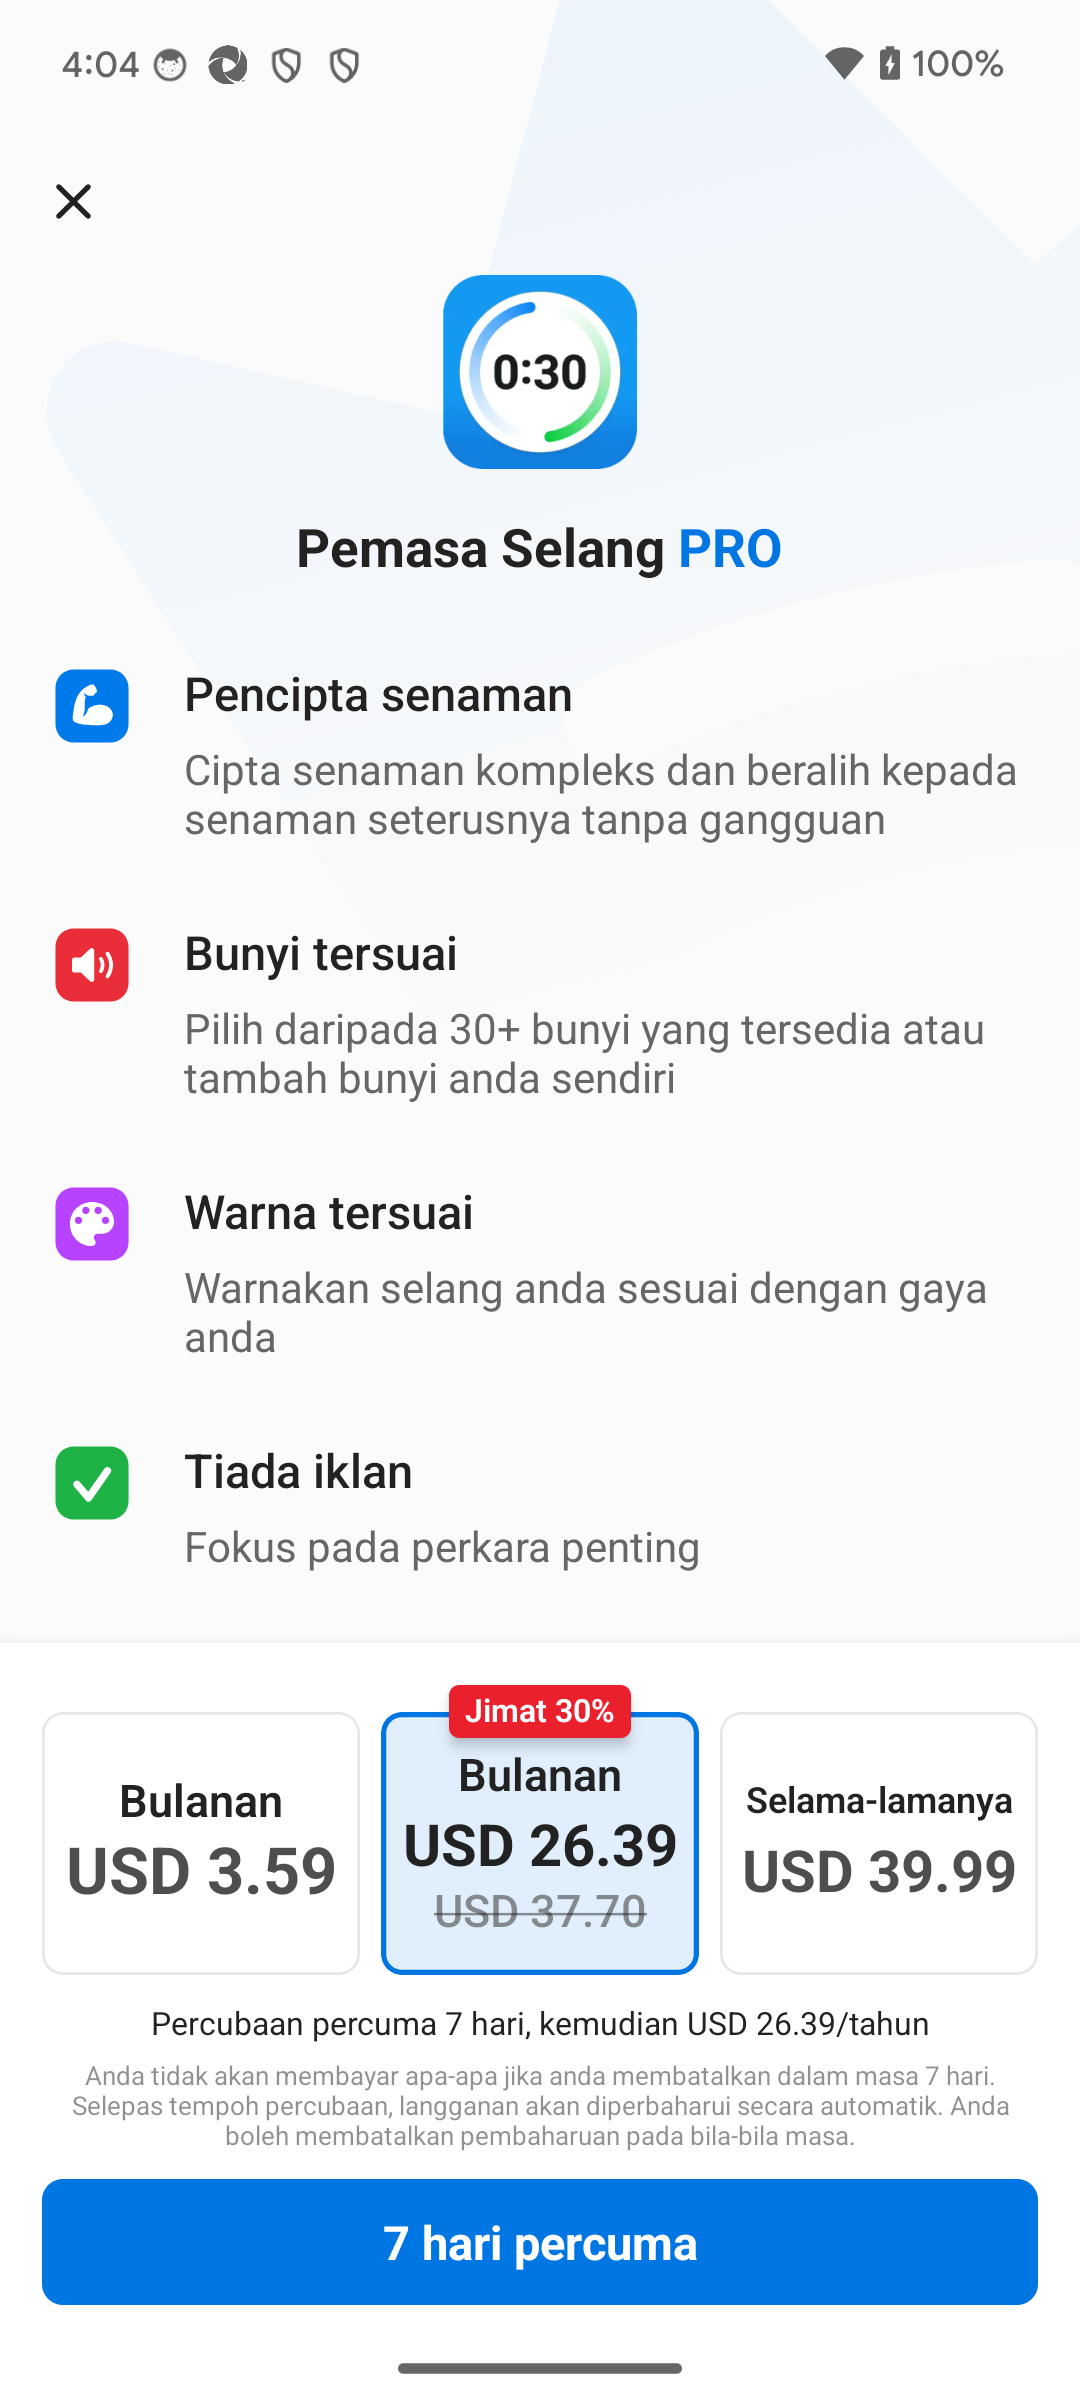 4:04
100%
0:30
Pemasa Selang PRO
Pencipta senaman
Cipta senaman kompleks dan beralih kepada
senaman seterusnya tanpa gangguan
Bunyi tersuai
Pilih daripada 30+ bunyi yang tersedia atau
tambah bunyi anda sendiri
Warna tersuai
Warnakan selang anda sesuai dengan gaya
anda
Tiada iklan
Fokus pada perkara penting
Bulanan
USD 3.59
Jimat 30%
Bulanan
USD 26.39
USD 37.70
Selama-lamanya
USD 39.99
Percubaan percuma 7 hari, kemudian USD 26.39/tahun
Anda tidak akan membayar apa-apa jika anda membatalkan dalam masa 7 hari.
Selepas tempoh percubaan, langganan akan diperbaharui secara automatik. Anda
boleh membatalkan pembaharuan pada bila-bila masa.
7 hari percuma